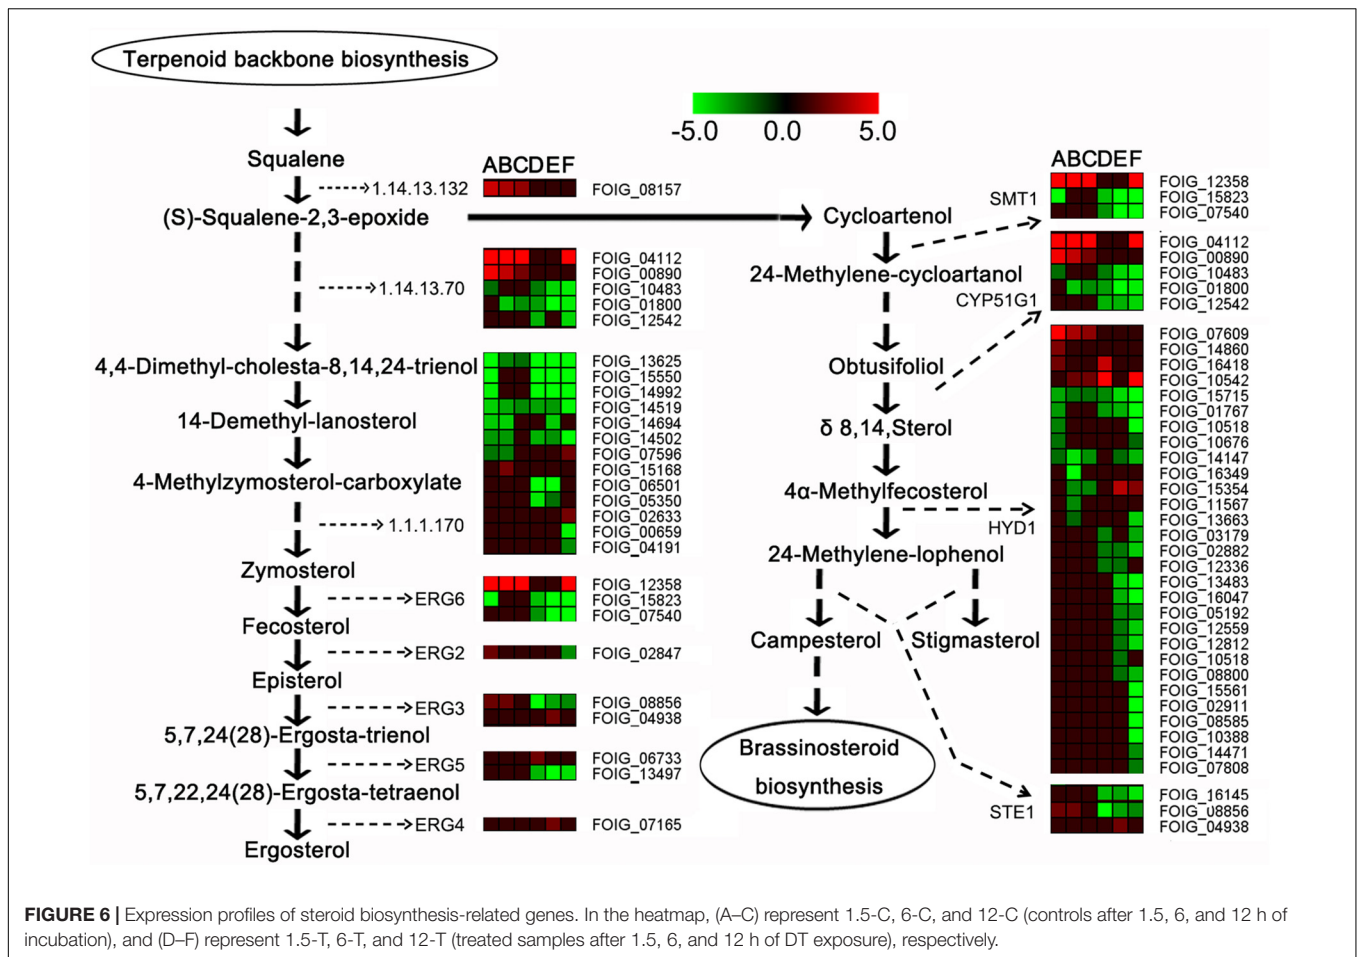 Terpenoid backbone biosynthesis
-5.0 0.0 5.0
Squalene
1.14.13.132
ABCDEF
FOIG_08157
(S)-Squalene-2,3-epoxide
1.14.13.70
FOIG_04112
FOIG_00890
FOIG_10483
FOIG_01800
FOIG_12542
4,4-Dimethyl-cholesta-8,14,24-trienol
14-Demethyl-lanosterol
4-Methylzymosterol-carboxylate
1.1.1.170
FOIG_13625
FOIG_15550
FOIG_14992
FOIG_14519
FOIG_14694
FOIG_14502
FOIG_07596
FOIG_15168
FOIG_06501
FOIG_05350
FOIG_02633
FOIG_00659
FOIG_04191
Zymosterol
ERG6
FOIG_12358
FOIG_15823
FOIG_07540
Fecosterol
ERG2
FOIG_02847
Episterol
ERG3
FOIG_08856
FOIG_04938
5,7,24(28)-Ergosta-trienol
ERG5
FOIG_06733
FOIG_13497
5,7,22,24(28)-Ergosta-tetraenol
ERG4
FOIG_07165
Ergosterol
Cycloartenol
SMT1
ABCDEF
FOIG_12358
FOIG_15823
FOIG_07540
24-Methylene-cycloartanol
CYP51G1
FOIG_04112
FOIG_00890
FOIG_10483
FOIG_01800
FOIG_12542
Obtusifoliol
δ 8,14,Sterol
4α-Methylfecosterol
HYD1
24-Methylene-lophenol
FOIG_07609
FOIG_14860
FOIG_16418
FOIG_10542
FOIG_15715
FOIG_01767
FOIG_10518
FOIG_10676
FOIG_14147
FOIG_16349
FOIG_15354
FOIG_11567
FOIG_13663
FOIG_03179
FOIG_02882
FOIG_12336
FOIG_13483
FOIG_16047
FOIG_05192
FOIG_12559
FOIG_12812
FOIG_10518
FOIG_08800
FOIG_15561
FOIG_02911
FOIG_08585
FOIG_10388
FOIG_14471
FOIG_07808
Campesterol
Stigmasterol
Brassinosteroid
biosynthesis
STE1
FOIG_16145
FOIG_08856
FOIG_04938
FIGURE 6 | Expression profiles of steroid biosynthesis-related genes. In the heatmap, (A–C) represent 1.5-C, 6-C, and 12-C (controls after 1.5, 6, and 12 h of
incubation), and (D–F) represent 1.5-T, 6-T, and 12-T (treated samples after 1.5, 6, and 12 h of DT exposure), respectively.